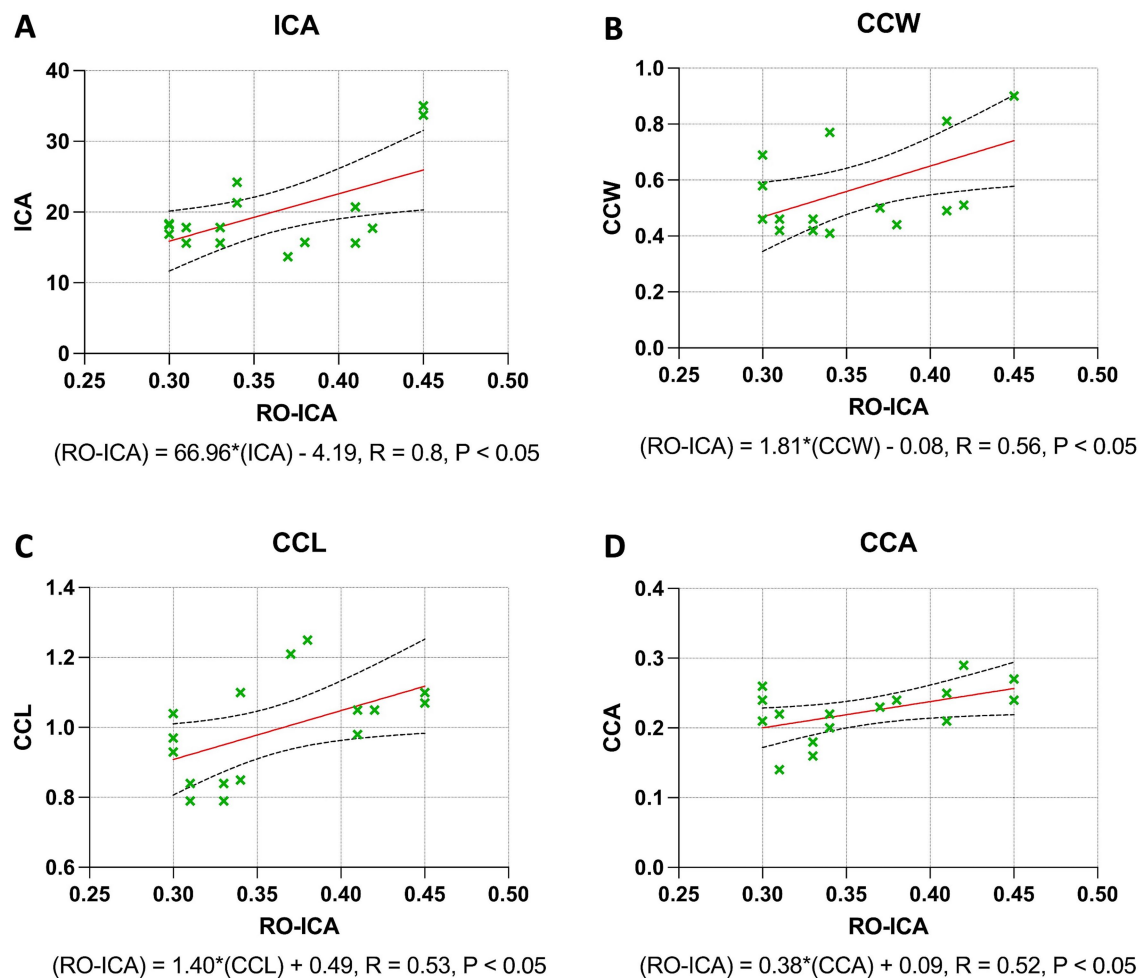 A
ICA
40
30
20
10
0
ICA
0.25 0.30 0.35 0.40 0.45 0.50
RO-ICA
(RO-ICA) = 66.96*(ICA) - 4.19, R = 0.8, P < 0.05
B
CCW
1.0
0.8
0.6
0.4
0.2
0.0
CCW
0.25 0.30 0.35 0.40 0.45 0.50
RO-ICA
(RO-ICA) = 1.81*(CCW) - 0.08, R = 0.56, P < 0.05
C
CCL
1.4
1.2
1.0
0.8
0.6
CCL
0.25 0.30 0.35 0.40 0.45 0.50
RO-ICA
(RO-ICA) = 1.40*(CCL) + 0.49, R = 0.53, P < 0.05
D
CCA
0.4
0.3
0.2
0.1
0.0
CCA
0.25 0.30 0.35 0.40 0.45 0.50
RO-ICA
(RO-ICA) = 0.38*(CCA) + 0.09, R = 0.52, P < 0.05